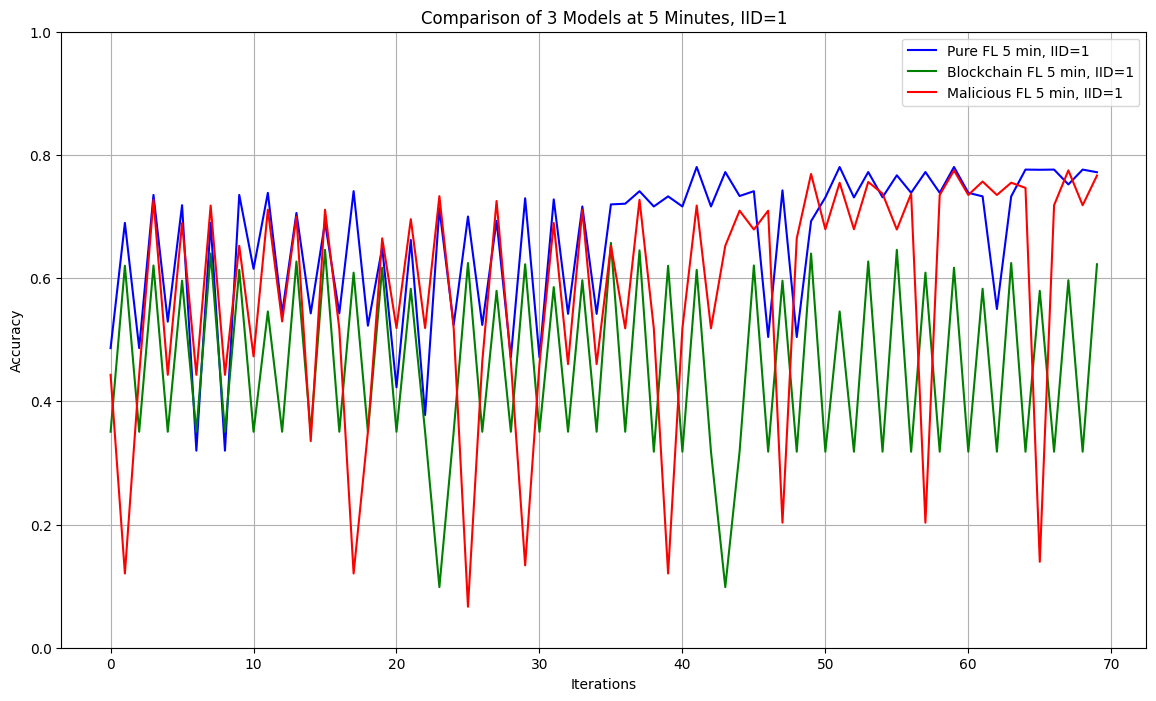 Comparison of 3 Models at 5 Minutes, IID=1
Pure FL 5 min, IID=1
Blockchain FL 5 min, IID=1
Malicious FL 5 min, IID=1
Accuracy
1.0
0.8
0.6
0.4
0.2
0.0
0 10 20 30 40 50 60 70
Iterations